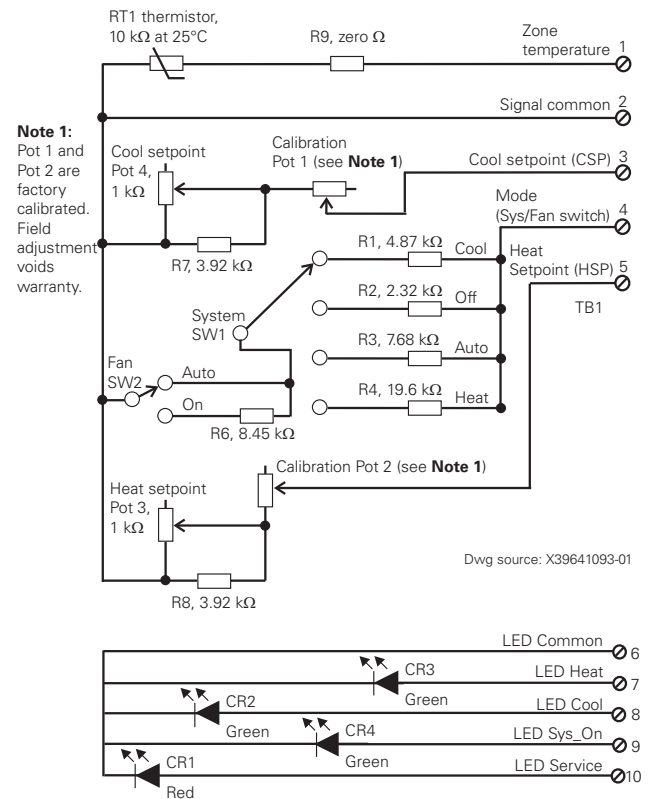 RT1 thermistor,
10 kΩ at 25°C
R9, zero Ω
Zone
temperature 1
Signal common 2
Note 1:
Pot 1 and
Pot 2 are
factory
calibrated.
Field
adjustment
voids
warranty.
Cool setpoint
Pot 4,
1 kΩ
Calibration
Pot 1 (see Note 1)
Cool setpoint (CSP) 3
R7, 3.92 kΩ
Mode
(Sys/Fan switch) 4
R1, 4.87 kΩ Cool
Heat
Setpoint (HSP) 5
R2, 2.32 kΩ Off
TB1
System
SW1
R3, 7.68 kΩ Auto
Fan
SW2
Auto
On
R4, 19.6 kΩ Heat
R6, 8.45 kΩ
Calibration Pot 2 (see Note 1)
Heat setpoint
Pot 3,
1 kΩ
Dwg source: X39641093-01
R8, 3.92 kΩ
LED Common 6
CR3
Green
LED Heat 7
CR2
Green
LED Cool 8
CR4
Green
LED Sys_On 9
CR1
Red
LED Service 10